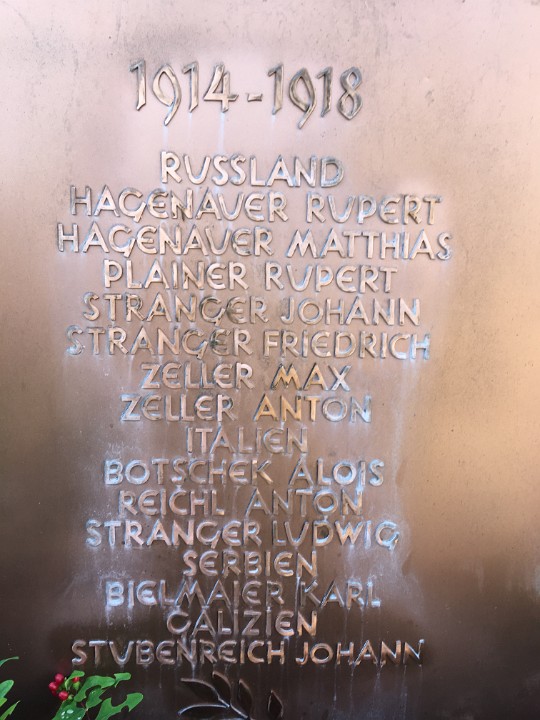 1914-1918
RUSSLAND
HAGENAUER RUPERT
HAGENAUER MATTHIAS
PLAINER RUPERT
STRANGER JOHANN
STRANGER FRIEDRICH
ZELLER MAX
ZELLER ANTON
ITALIEN
BOTSCHEK ALOIS
REICHL ANTON
STRANGER LUDWIG
SERBIEN
BIELMAIER KARL
GALIZIEN
STUBENREICH JOHANN